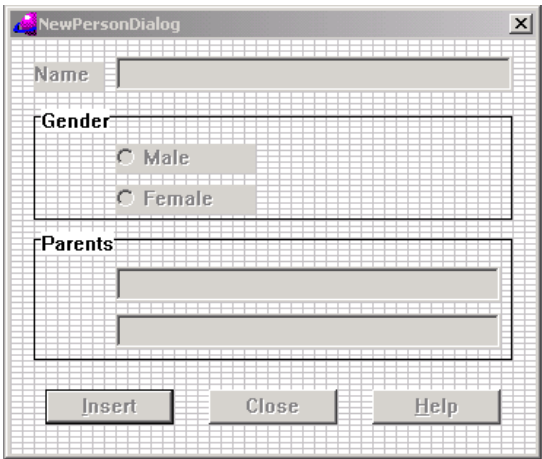 NewPersonDialog
Name
Gender
Male
Female
Parents
Insert Close Help